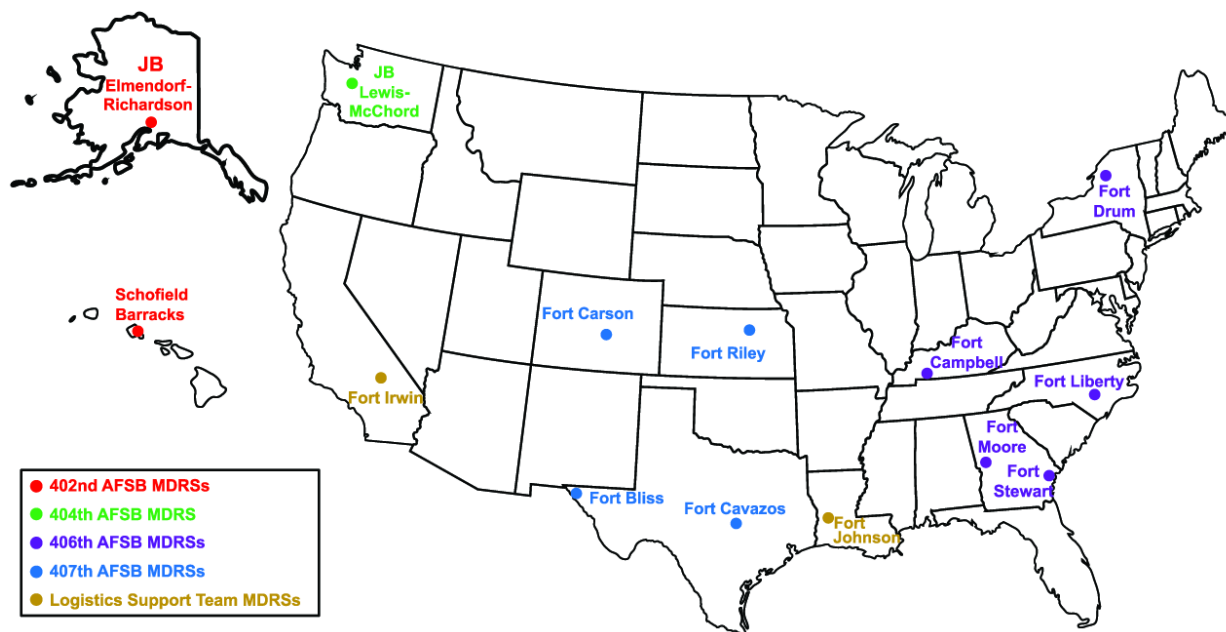 JB
Elmendorf-
Richardson
JB
Lewis-
McChord
Fort
Drum
Schofield
Barracks
Fort Carson
Fort Riley
Fort
Campbell
Fort Irwin
Fort Liberty
Fort
Moore
Fort
Stewart
Fort Bliss
Fort Cavazos
Fort
Johnson
402nd AFSB MDRSs
404th AFSB MDRS
406th AFSB MDRSs
407th AFSB MDRSs
Logistics Support Team MDRSs